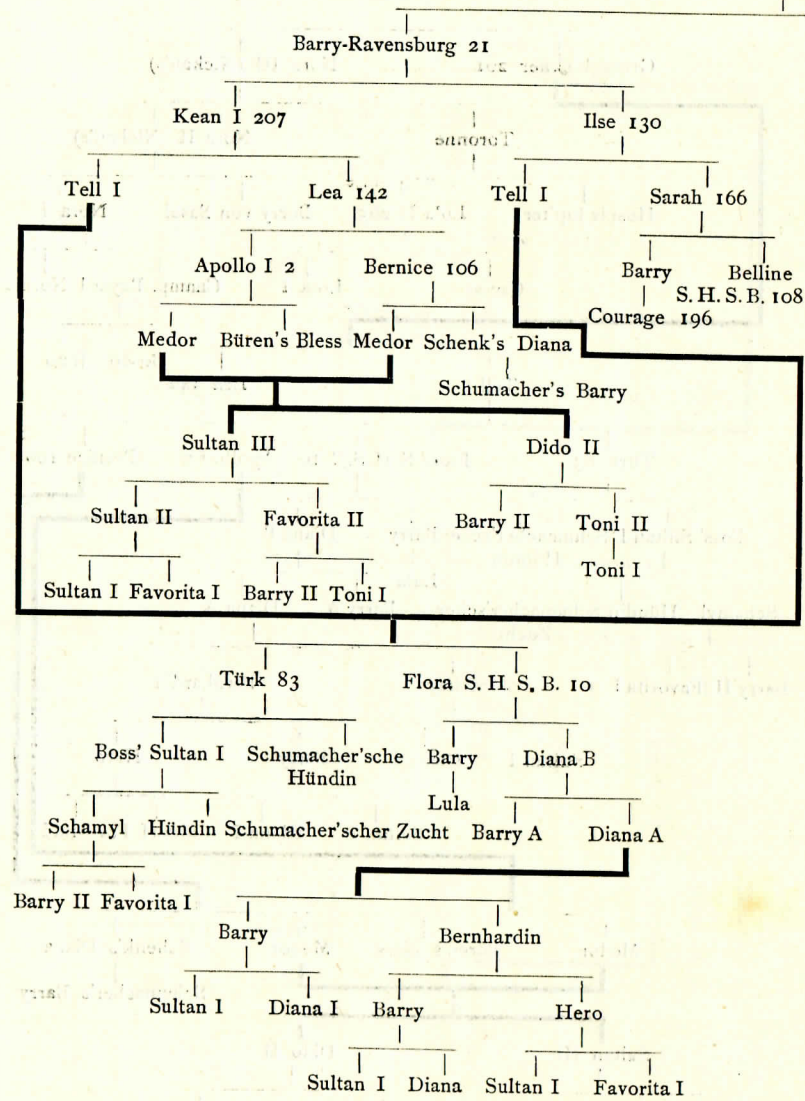 Barry-Ravensburg 21
Kean I 207 Ilse 130
Tell I Lea 142 Tell I Sarah 166
Apollo I 2 Bernice 106 Barry Belline
S. H. S. B. 108
Courage 196
Medor Büren's Bless Medor Schenk's Diana
Schumacher's Barry
Sultan III Dido II
Sultan II Favorita II Barry II Toni II
Sultan I Favorita I Barry II Toni I Toni I
Türk 83 Flora S. H. S. B. 10
Boss' Sultan I Schumacher'sche Barry Diana B
Hündin
Lula
Schamyl Hündin Schumacher'scher Zucht Barry A Diana A
Barry II Favorita I
Barry Bernhardin
Sultan I Diana I Barry Hero
Sultan I Diana Sultan I Favorita I